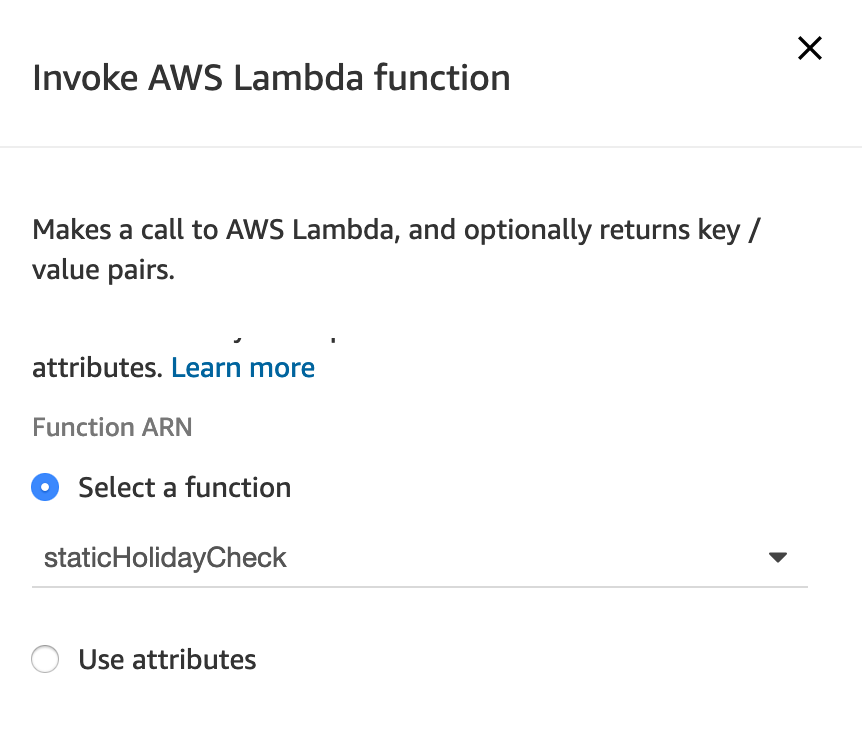 Invoke AWS Lambda function
Makes a call to AWS Lambda, and optionally returns key /
value pairs.
attributes. Learn more
Function ARN
Select a function
staticHolidayCheck
Use attributes